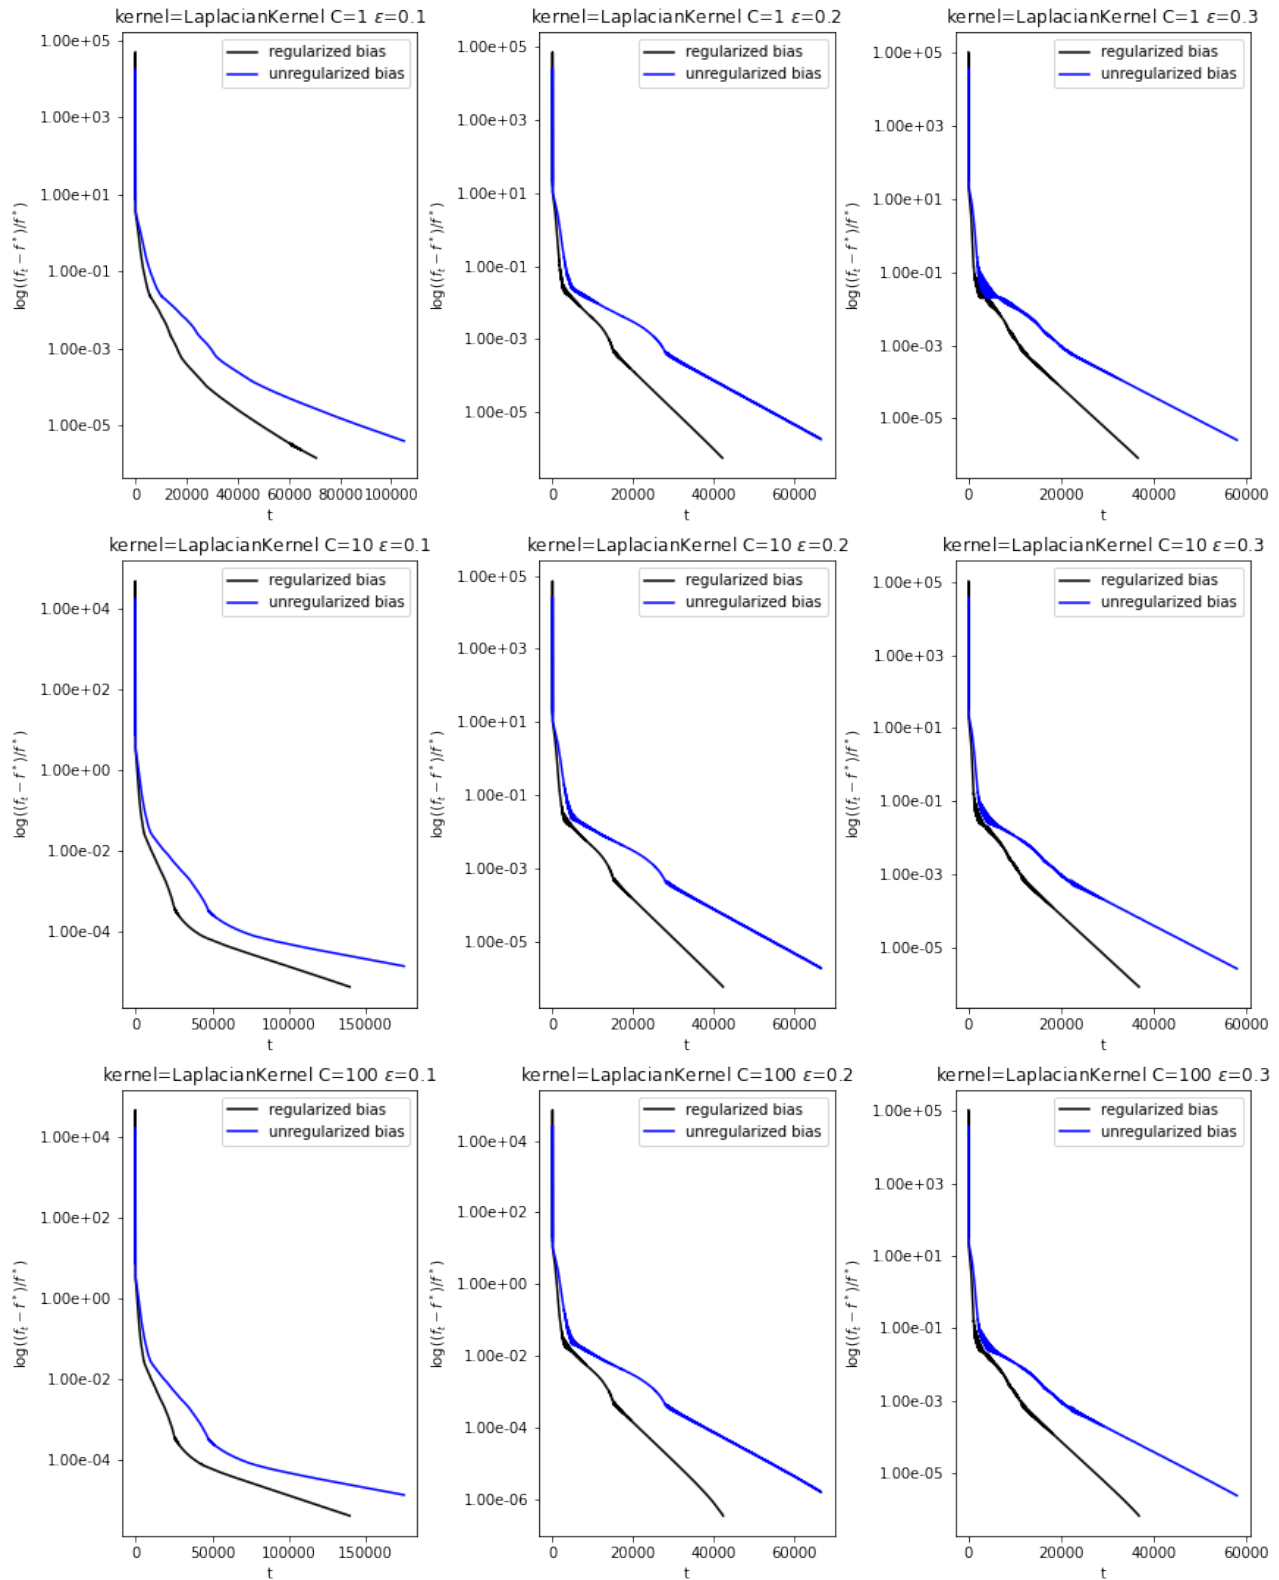 kernel=LaplacianKernel C=1 ε=0.1
regularized bias
unregularized bias
1.00e+05
1.00e+03
1.00e+01
1.00e-01
1.00e-03
1.00e-05
log((f_t − f*)/f*)
0 20000 40000 60000 80000 100000
t
kernel=LaplacianKernel C=1 ε=0.2
regularized bias
unregularized bias
1.00e+05
1.00e+03
1.00e+01
1.00e-01
1.00e-03
1.00e-05
log((f_t − f*)/f*)
0 20000 40000 60000
t
kernel=LaplacianKernel C=1 ε=0.3
regularized bias
unregularized bias
1.00e+05
1.00e+03
1.00e+01
1.00e-01
1.00e-03
1.00e-05
log((f_t − f*)/f*)
0 20000 40000 60000
t
kernel=LaplacianKernel C=10 ε=0.1
regularized bias
unregularized bias
1.00e+04
1.00e+02
1.00e+00
1.00e-02
1.00e-04
log((f_t − f*)/f*)
0 50000 100000 150000
t
kernel=LaplacianKernel C=10 ε=0.2
regularized bias
unregularized bias
1.00e+05
1.00e+03
1.00e+01
1.00e-01
1.00e-03
1.00e-05
log((f_t − f*)/f*)
0 20000 40000 60000
t
kernel=LaplacianKernel C=10 ε=0.3
regularized bias
unregularized bias
1.00e+05
1.00e+03
1.00e+01
1.00e-01
1.00e-03
1.00e-05
log((f_t − f*)/f*)
0 20000 40000 60000
t
kernel=LaplacianKernel C=100 ε=0.1
regularized bias
unregularized bias
1.00e+04
1.00e+02
1.00e+00
1.00e-02
1.00e-04
log((f_t − f*)/f*)
0 50000 100000 150000
t
kernel=LaplacianKernel C=100 ε=0.2
regularized bias
unregularized bias
1.00e+04
1.00e+02
1.00e+00
1.00e-02
1.00e-04
1.00e-06
log((f_t − f*)/f*)
0 20000 40000 60000
t
kernel=LaplacianKernel C=100 ε=0.3
regularized bias
unregularized bias
1.00e+05
1.00e+03
1.00e+01
1.00e-01
1.00e-03
1.00e-05
log((f_t − f*)/f*)
0 20000 40000 60000
t